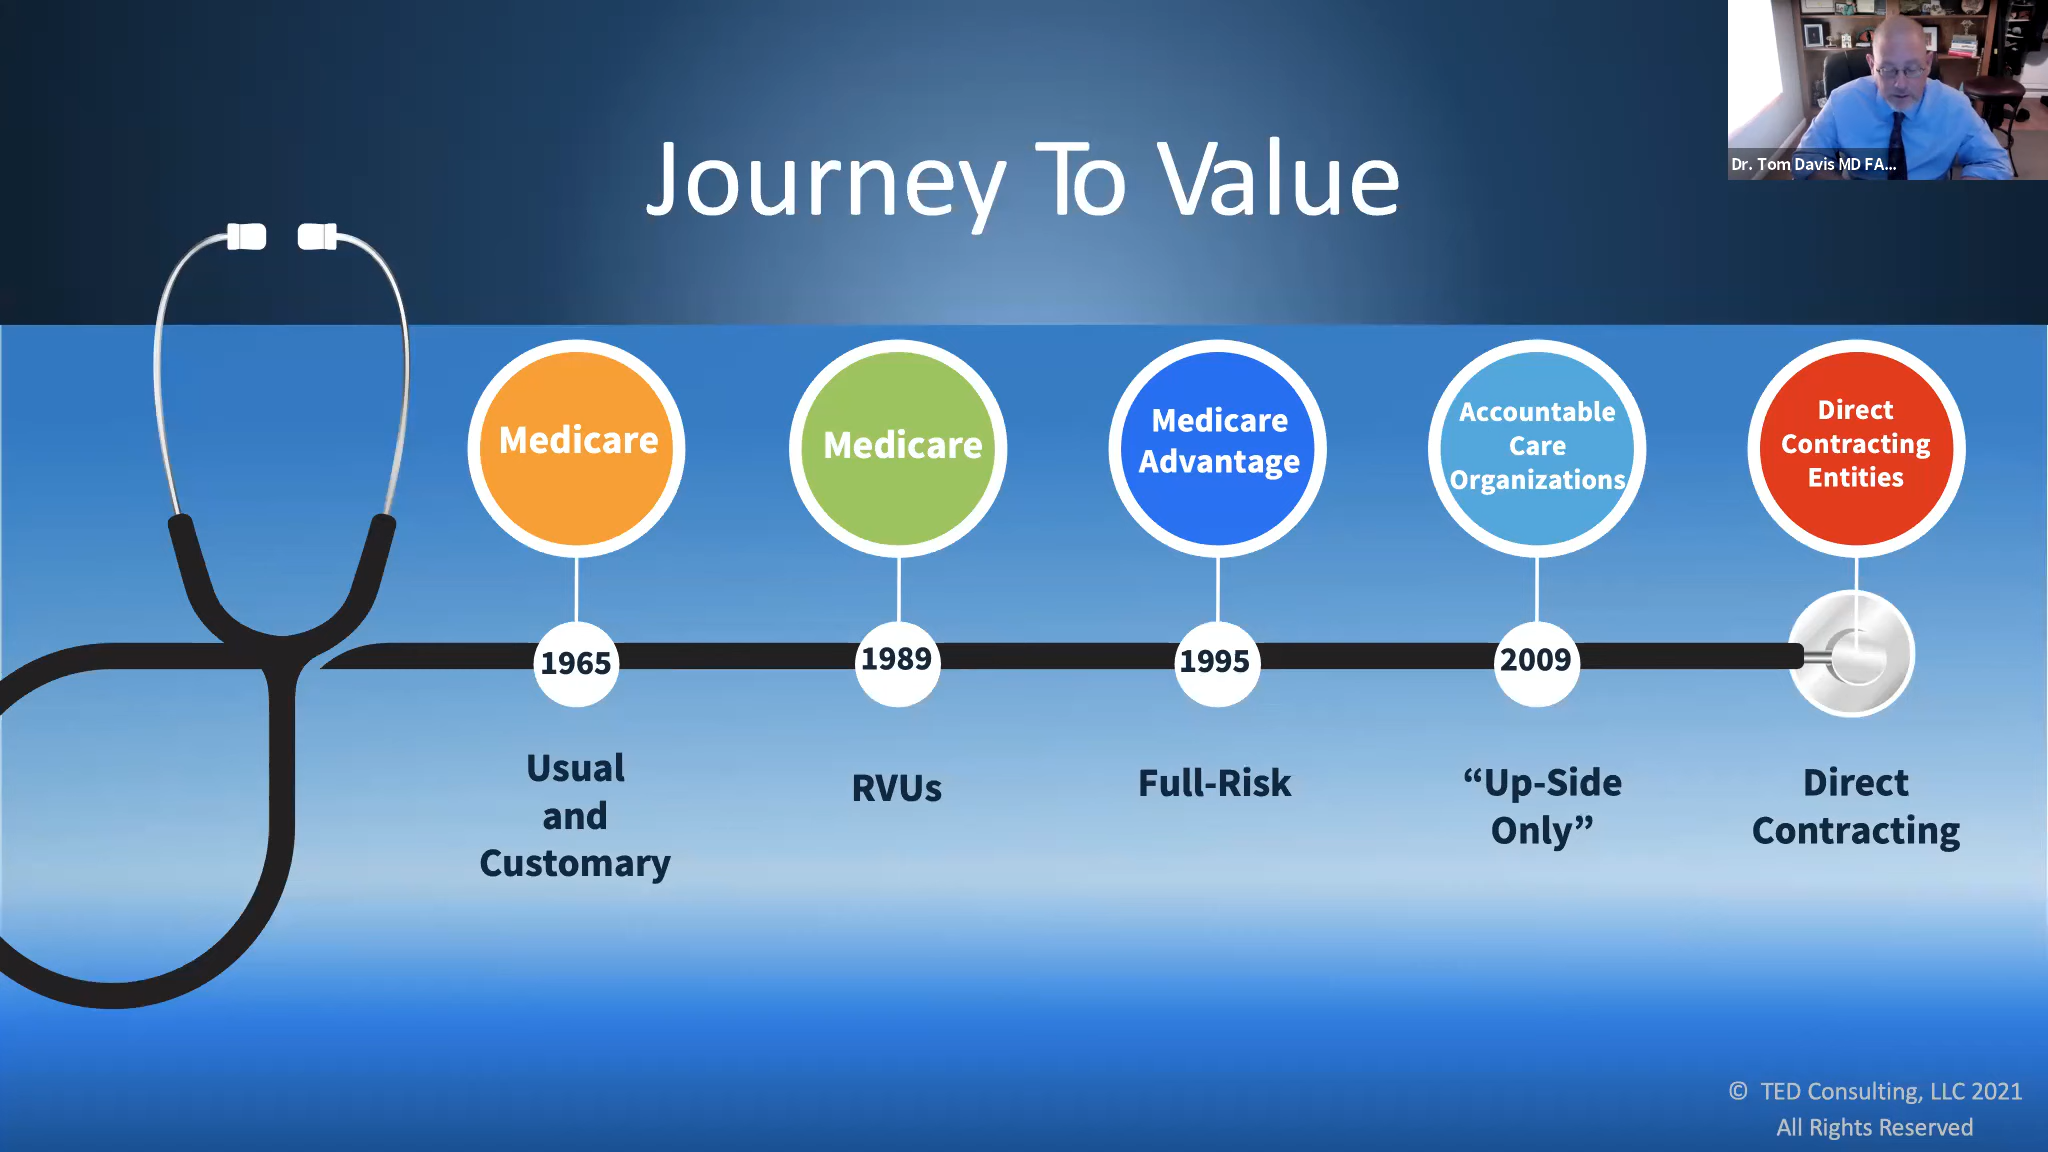 Journey To Value
Dr. Tom Davis MD FA...
Medicare
Medicare
Medicare
Advantage
Accountable
Care
Organizations
Direct
Contracting
Entities
1965
1989
1995
2009
Usual
and
Customary
RVUs
Full-Risk
“Up-Side
Only”
Direct
Contracting
© TED Consulting, LLC 2021
All Rights Reserved